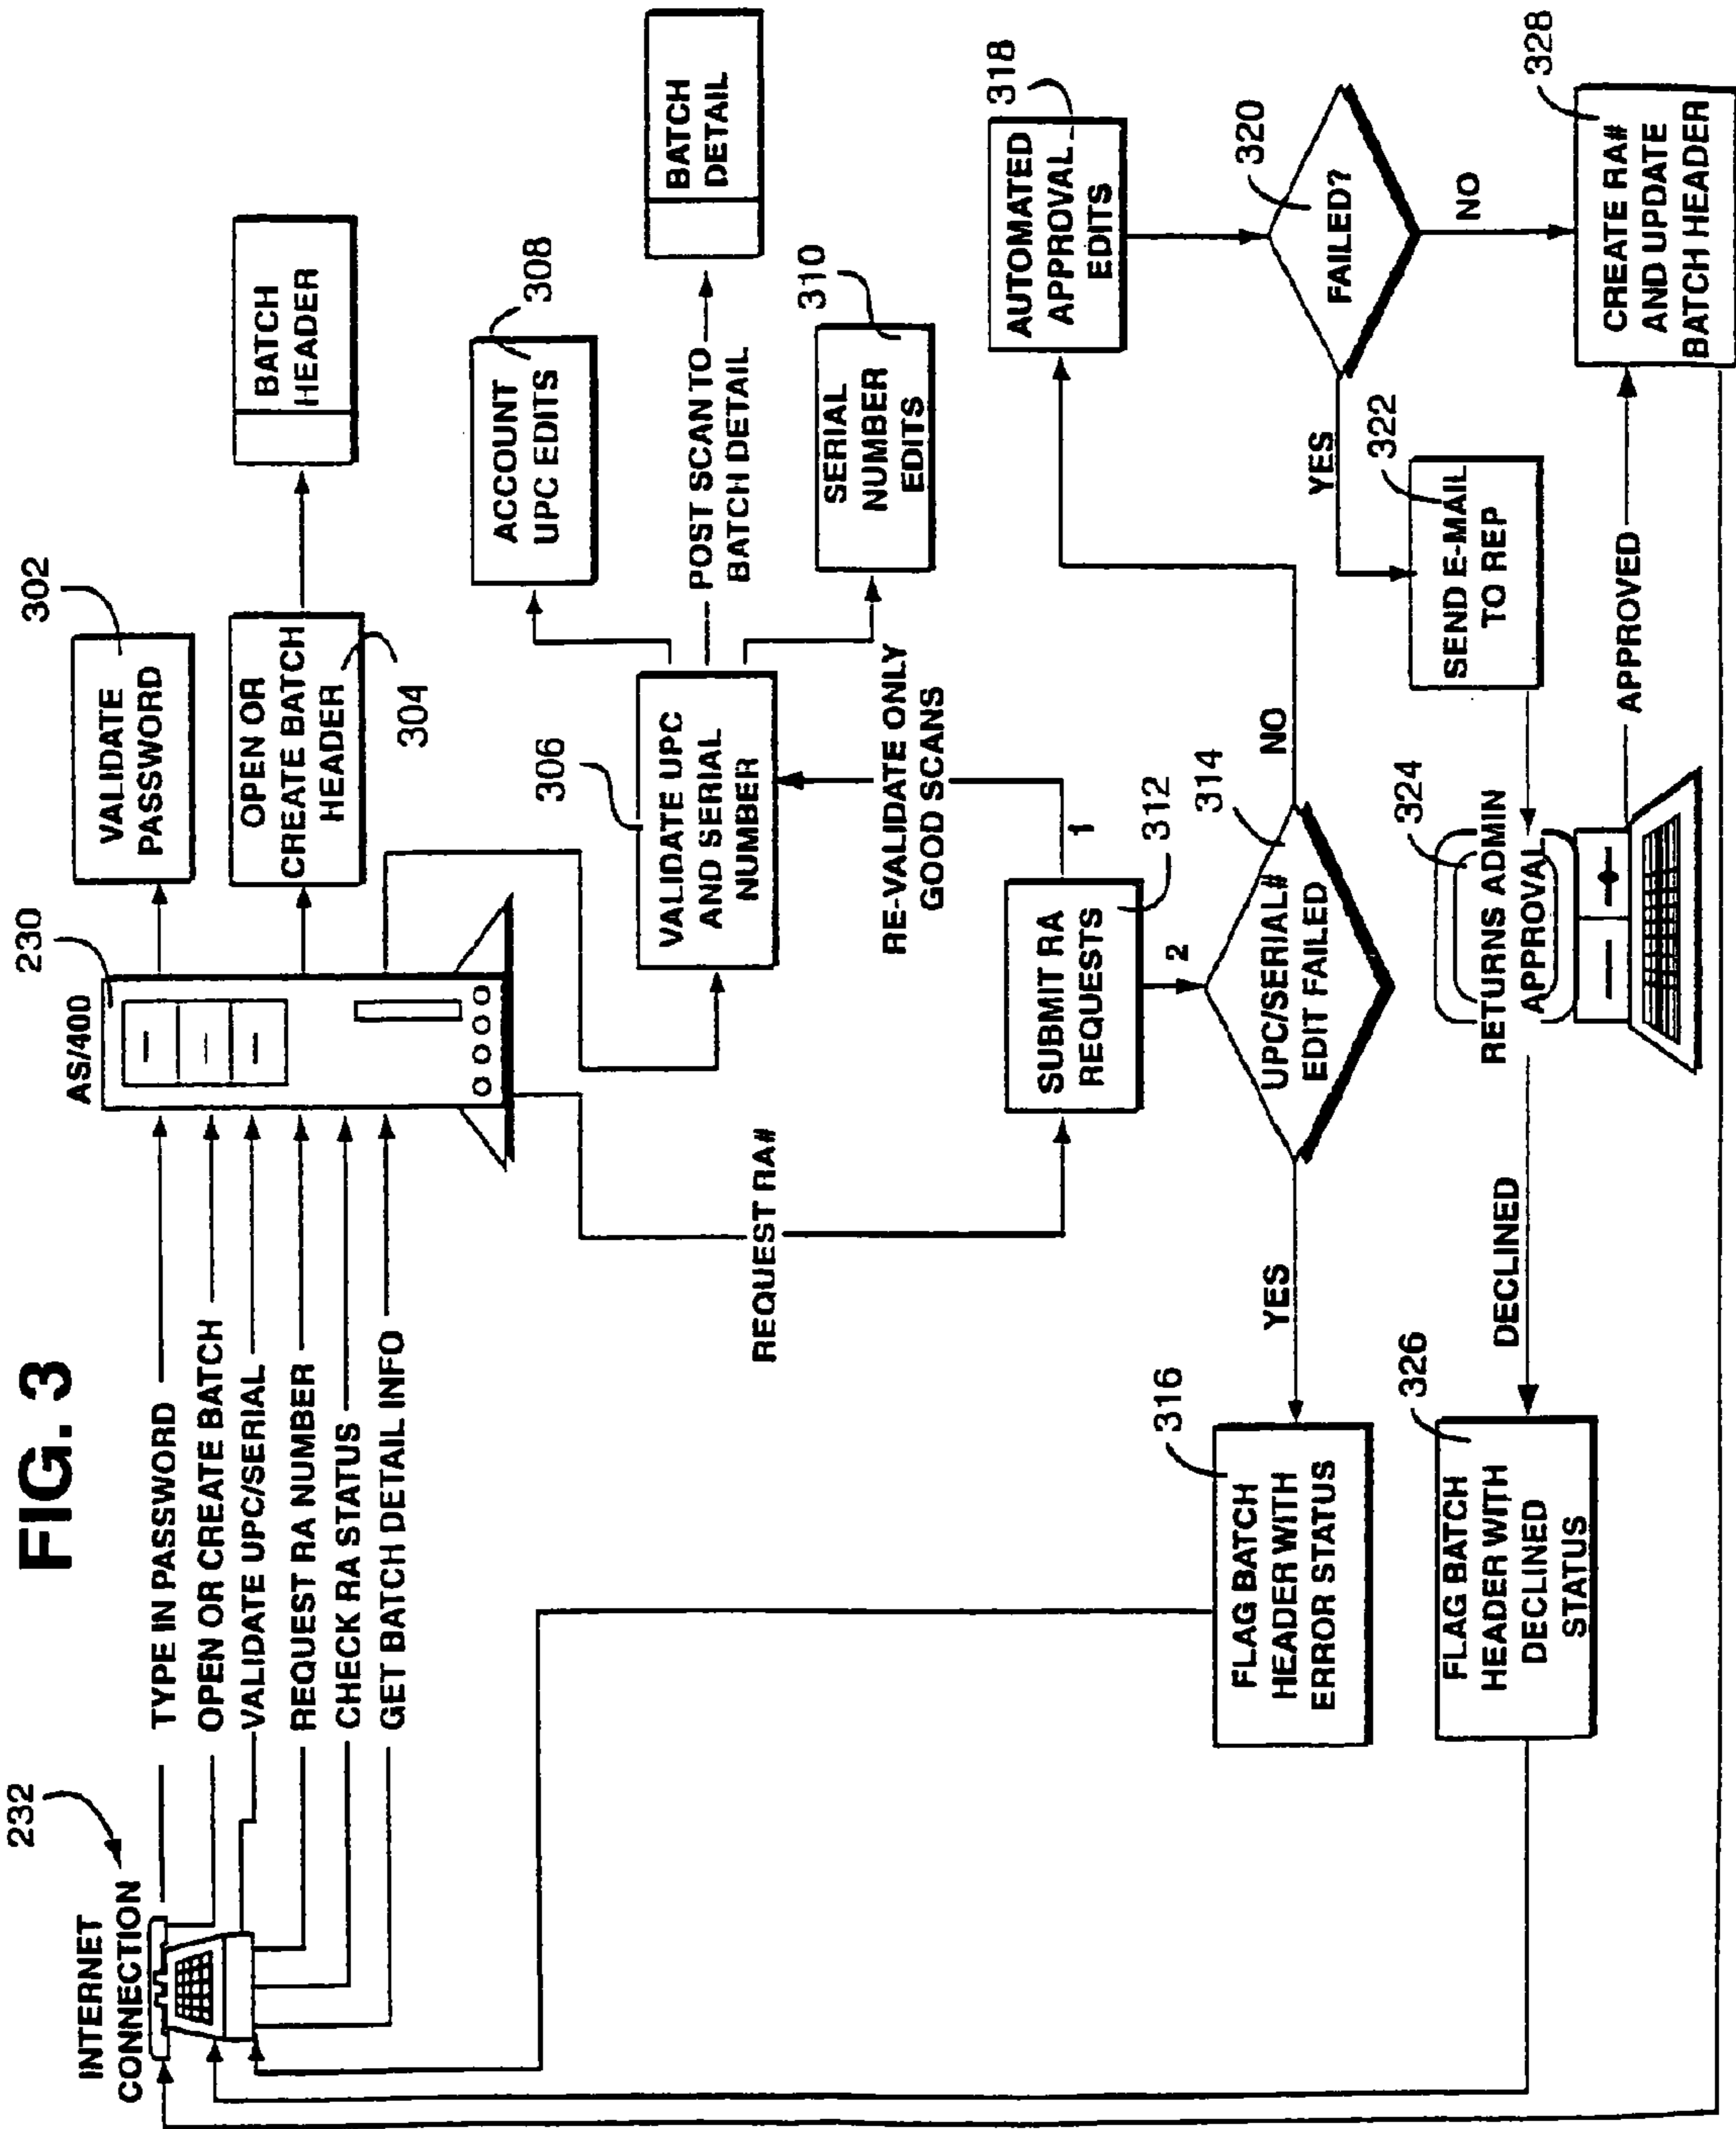 FIG. 3
232
INTERNET
CONNECTION
TYPE IN PASSWORD
OPEN OR CREATE BATCH
VALIDATE UPC/SERIAL
REQUEST RA NUMBER
CHECK RA STATUS
GET BATCH DETAIL INFO
230
AS/400
302
VALIDATE
PASSWORD
OPEN OR
CREATE BATCH
HEADER
304
BATCH
HEADER
306
VALIDATE UPC
AND SERIAL
NUMBER
308
ACCOUNT
UPC EDITS
POST SCAN TO
BATCH DETAIL
BATCH
DETAIL
310
SERIAL
NUMBER
EDITS
REQUEST RA#
RE-VALIDATE ONLY
GOOD SCANS
1
SUBMIT RA
REQUESTS
312
2
314
UPC/SERIAL#
EDIT FAILED
YES
NO
316
FLAG BATCH
HEADER WITH
ERROR STATUS
318
AUTOMATED
APPROVAL
EDITS
320
FAILED?
YES
NO
322
SEND E-MAIL
TO REP
324
RETURNS ADMIN
APPROVAL
DECLINED
APPROVED
326
FLAG BATCH
HEADER WITH
DECLINED
STATUS
328
CREATE RA#
AND UPDATE
BATCH HEADER